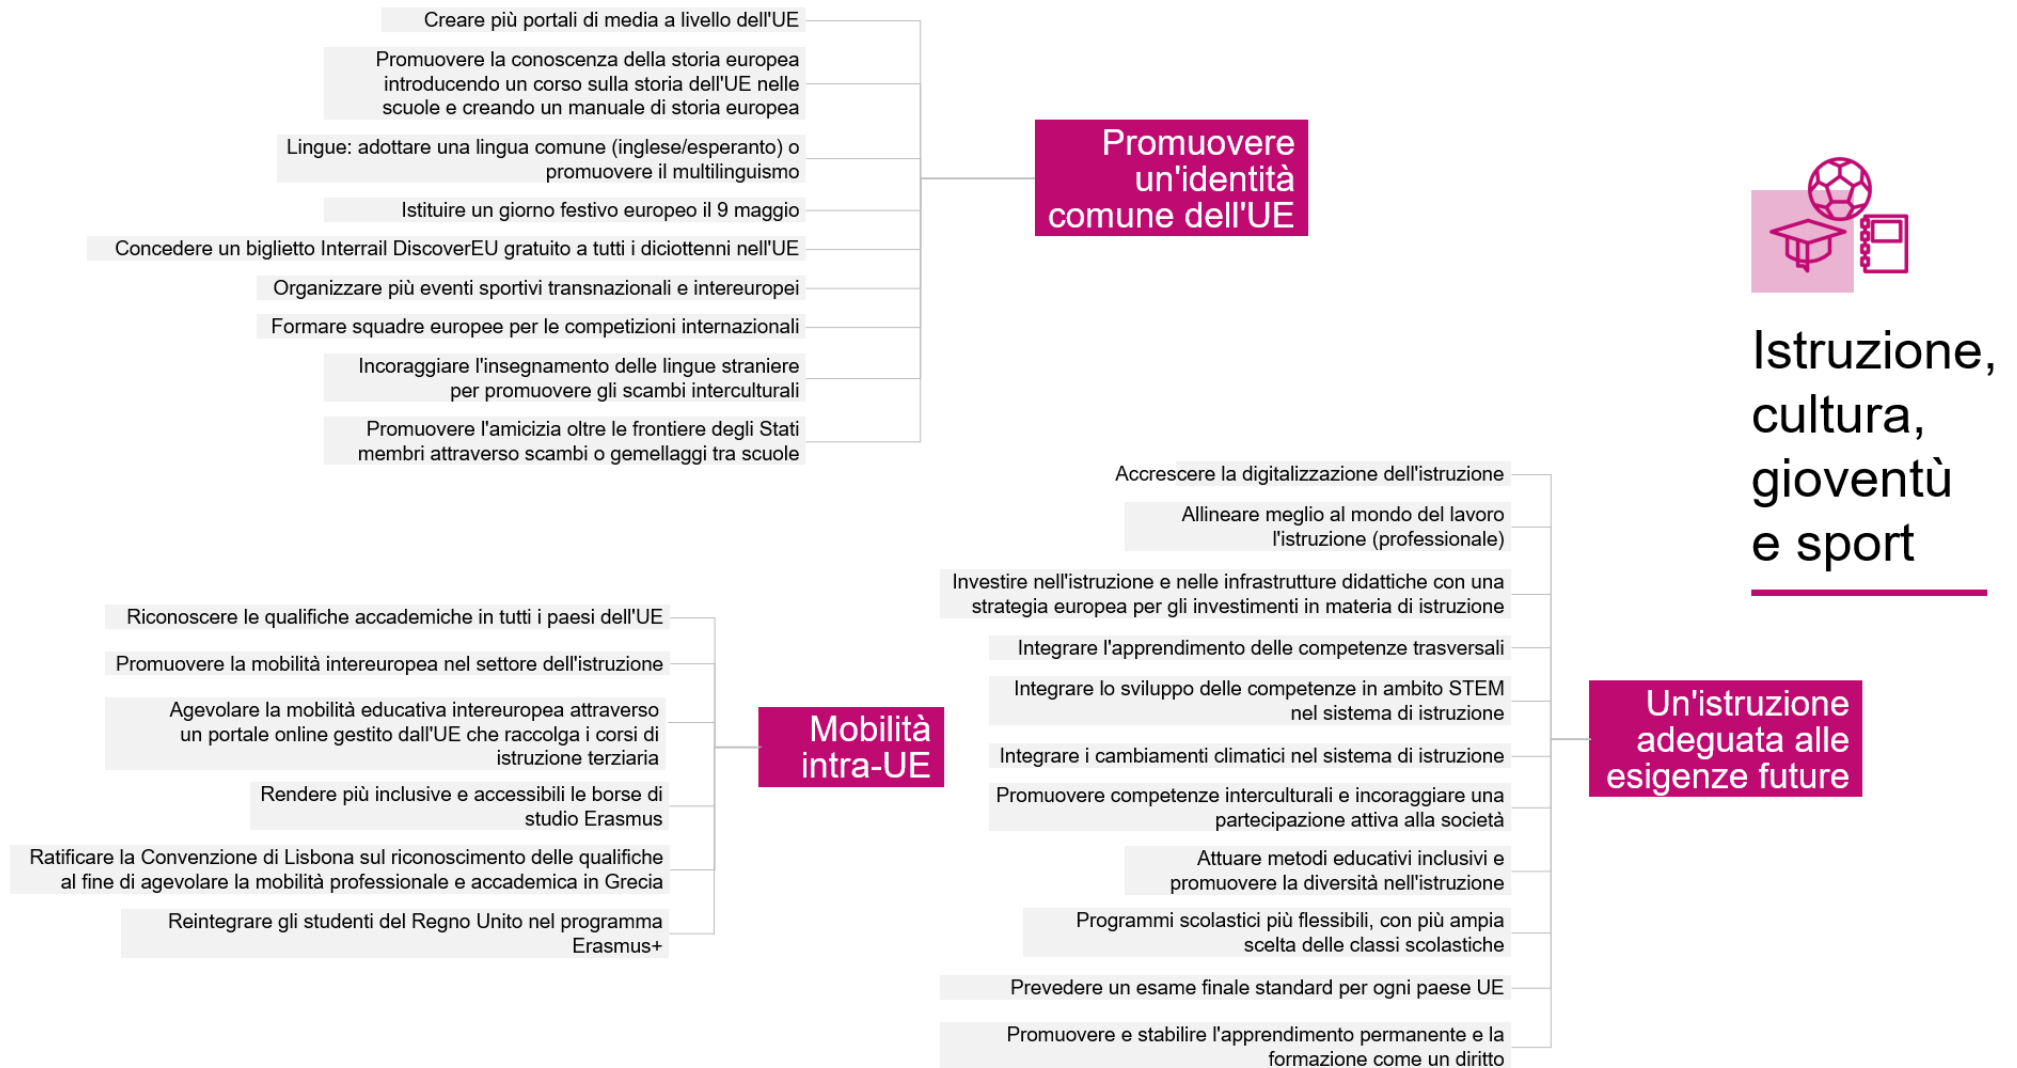 Creare più portali di media a livello dell'UE
Promuovere la conoscenza della storia europea
introducendo un corso sulla storia dell'UE nelle
scuole e creando un manuale di storia europea
Lingue: adottare una lingua comune (inglese/esperanto) o
promuovere il multilinguismo
Istituire un giorno festivo europeo il 9 maggio
Concedere un biglietto Interrail DiscoverEU gratuito a tutti i diciottenni nell'UE
Organizzare più eventi sportivi transnazionali e intereuropei
Formare squadre europee per le competizioni internazionali
Incoraggiare l'insegnamento delle lingue straniere
per promuovere gli scambi interculturali
Promuovere l'amicizia oltre le frontiere degli Stati
membri attraverso scambi o gemellaggi tra scuole
Promuovere
un'identità
comune dell'UE
Istruzione,
cultura,
gioventù
e sport
Riconoscere le qualifiche accademiche in tutti i paesi dell'UE
Promuovere la mobilità intereuropea nel settore dell'istruzione
Agevolare la mobilità educativa intereuropea attraverso
un portale online gestito dall'UE che raccolga i corsi di
istruzione terziaria
Rendere più inclusive e accessibili le borse di
studio Erasmus
Ratificare la Convenzione di Lisbona sul riconoscimento delle qualifiche
al fine di agevolare la mobilità professionale e accademica in Grecia
Reintegrare gli studenti del Regno Unito nel programma
Erasmus+
Mobilità
intra-UE
Accrescere la digitalizzazione dell'istruzione
Allineare meglio al mondo del lavoro
l'istruzione (professionale)
Investire nell'istruzione e nelle infrastrutture didattiche con una
strategia europea per gli investimenti in materia di istruzione
Integrare l'apprendimento delle competenze trasversali
Integrare lo sviluppo delle competenze in ambito STEM
nel sistema di istruzione
Integrare i cambiamenti climatici nel sistema di istruzione
Promuovere competenze interculturali e incoraggiare una
partecipazione attiva alla società
Attuare metodi educativi inclusivi e
promuovere la diversità nell'istruzione
Programmi scolastici più flessibili, con più ampia
scelta delle classi scolastiche
Prevedere un esame finale standard per ogni paese UE
Promuovere e stabilire l'apprendimento permanente e la
formazione come un diritto
Un'istruzione
adeguata alle
esigenze future